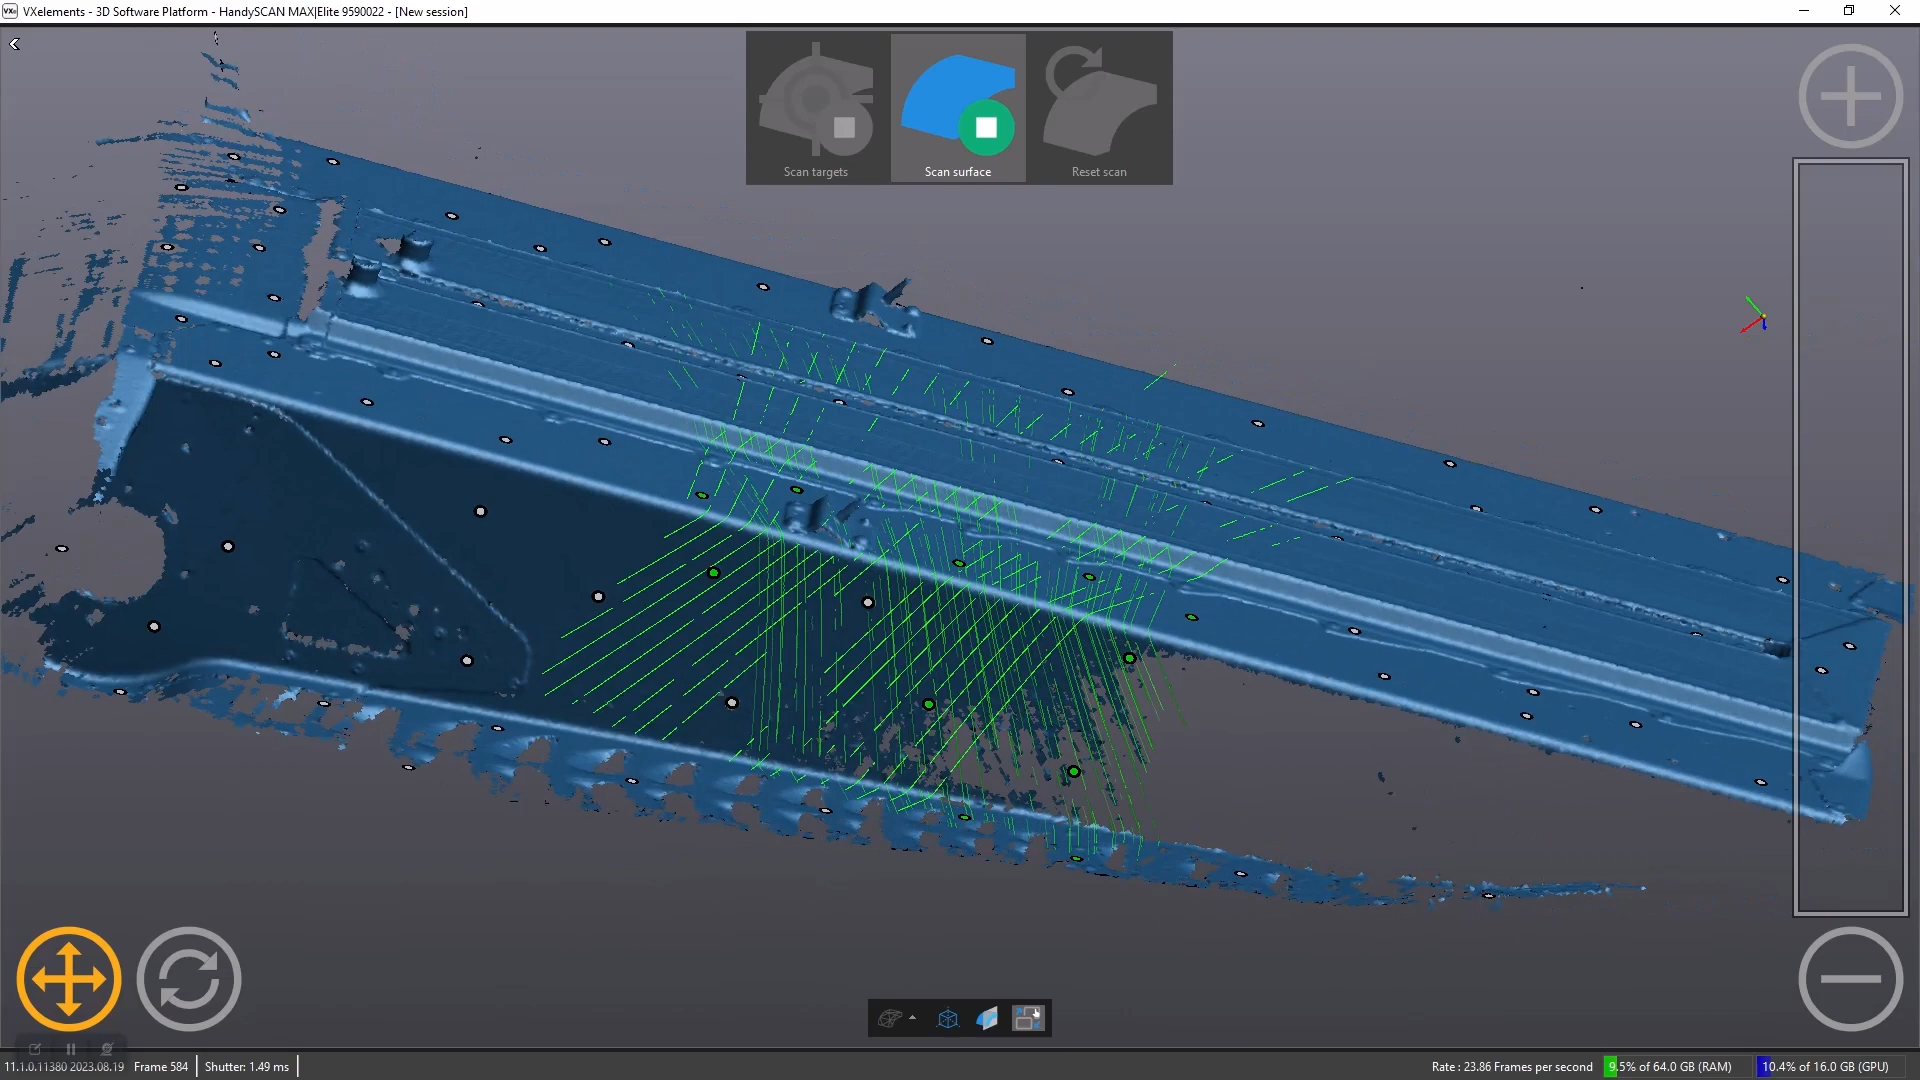 VXelements - 3D Software Platform - HandySCAN MAX|Elite 9590022 - [New session]
Scan targets
Scan surface
Reset scan
11.1.0.11380 2023.08.19 Frame 584 Shutter: 1.49 ms
Rate : 23.86 Frames per second 9.5% of 64.0 GB (RAM) 10.4% of 16.0 GB (GPU)